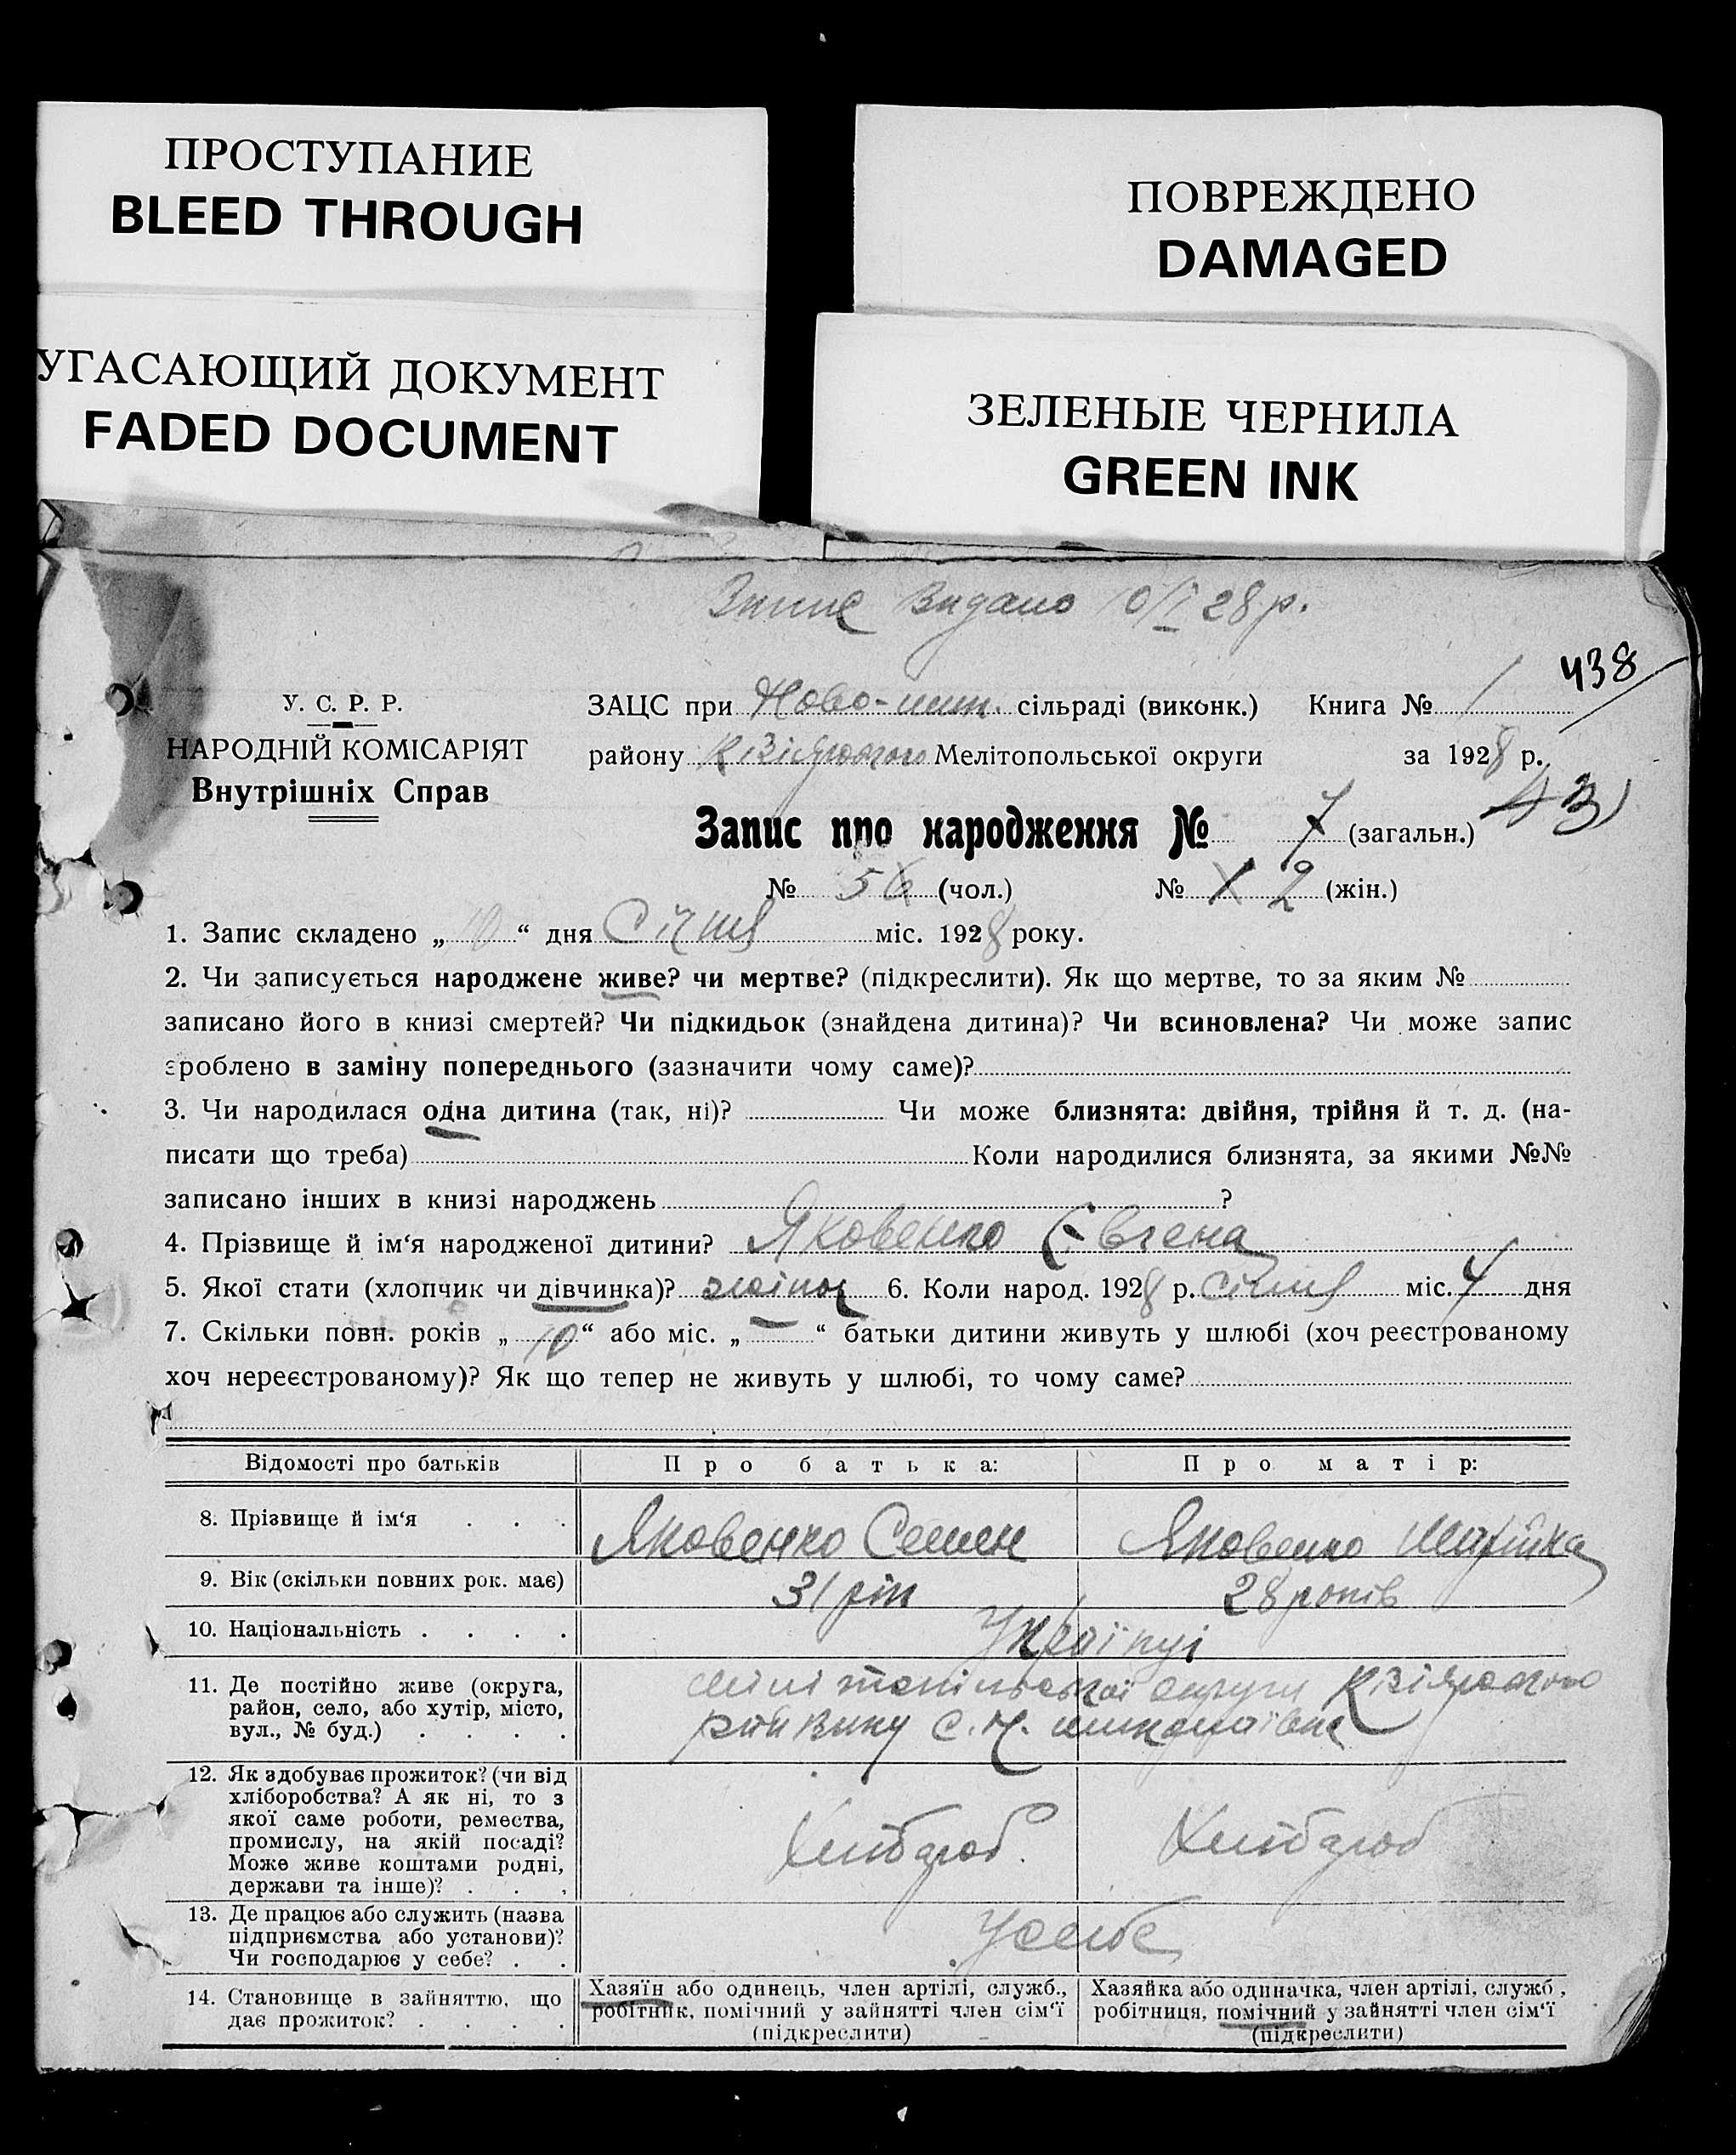 ПРОСТУПАНИЕ
BLEED THROUGH
ПОВРЕЖДЕНО
DAMAGED
УГАСАЮЩИЙ ДОКУМЕНТ
FADED DOCUMENT
ЗЕЛЕНЫЕ ЧЕРНИЛА
GREEN INK
Видано 10/I 28 р.
438
У. С. Р. Р.
НАРОДНІЙ КОМІСАРІЯТ
Внутрішніх Справ
ЗАЦС при Ново-мик. сільраді (виконк.) Книга № 1
району Кізіярського Мелітопольської округи за 1928 р.
43
Запис про народження № 7 (загальн.)
№ 5 6 (чол.) № 2 (жін.)
1. Запис складено „ 10 “ дня Січня міс. 1928 року.
2. Чи записується народжене живе? чи мертве? (підкреслити). Як що мертве, то за яким №
записано його в книзі смертей? Чи підкидьок (знайдена дитина)? Чи всиновлена? Чи може запис
зроблено в заміну попереднього (зазначити чому саме)?
3. Чи народилася одна дитина (так, ні)? Чи може близнята: двійня, трійня й т. д. (на-
писати що треба) Коли народилися близнята, за якими №№
записано інших в книзі народжень ?
4. Прізвище й ім‘я народженої дитини? Яковенко Євгена
5. Якої стати (хлопчик чи дівчинка)? жіноч 6. Коли народ. 1928 р. січня міс. 4 дня
7. Скільки повн. років „ 10 “ або міс. „ — “ батьки дитини живуть у шлюбі (хоч реєстрованому
хоч нереєстрованому)? Як що тепер не живуть у шлюбі, то чому саме?
Відомості про батьків Про батька: Про матір:
8. Прізвище й ім‘я . . . Яковенко Семен Яковенко Марійка
9. Вік (скільки повних рок. має) 31 рік 28 років
10. Національність . . . . Українці
11. Де постійно живе (округа,
район, село, або хутір, місто,
вул., № буд.) . . . .
Мелітопільської округи Кізіярського
райвику с. Н. Миколаївка
12. Як здобуває прожиток? (чи від
хліборобства? А як ні, то з
якої саме роботи, ремества,
промислу, на якій посаді?
Може живе коштами родні,
держави та інше)? . . .
Хлібороб. Хлібороб
13. Де працює або служить (назва
підприємства або установи)?
Чи господарює у себе? . .
У себе
14. Становище в зайняттю, що
дає прожиток? . . . .
Хазяїн або одинець, член артілі, служб.,
робітник, помічний у зайнятті член сім‘ї
(підкреслити)
Хазяйка або одиначка, член артілі, служб.,
робітниця, помічний у зайнятті член сім‘ї
(підкреслити)